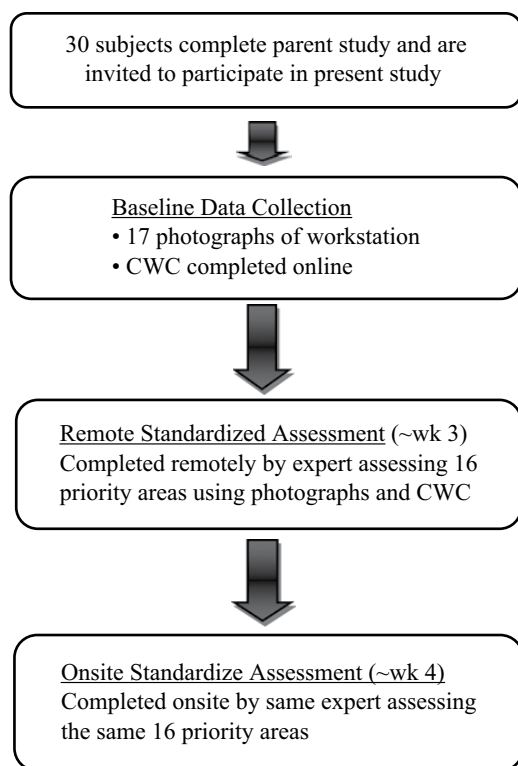 30 subjects complete parent study and are
invited to participate in present study
Baseline Data Collection
• 17 photographs of workstation
• CWC completed online
Remote Standardized Assessment (~wk 3)
Completed remotely by expert assessing 16
priority areas using photographs and CWC
Onsite Standardize Assessment (~wk 4)
Completed onsite by same expert assessing
the same 16 priority areas